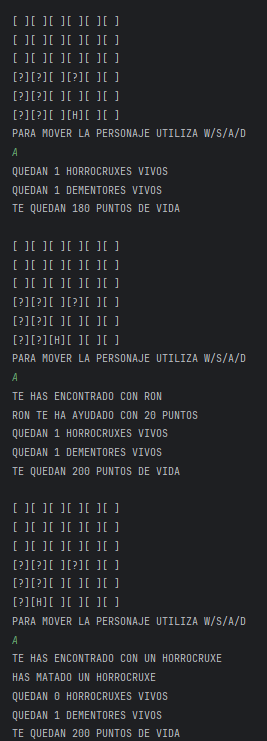 [ ][ ][ ][ ][ ][ ]
[ ][ ][ ][ ][ ][ ]
[ ][ ][ ][ ][ ][ ]
[?][?][ ][?][ ][ ]
[?][?][ ][ ][ ][ ]
[?][?][ ][H][ ][ ]
PARA MOVER LA PERSONAJE UTILIZA W/S/A/D
A
QUEDAN 1 HORROCRUXES VIVOS
QUEDAN 1 DEMENTORES VIVOS
TE QUEDAN 180 PUNTOS DE VIDA
[ ][ ][ ][ ][ ][ ]
[ ][ ][ ][ ][ ][ ]
[ ][ ][ ][ ][ ][ ]
[?][?][ ][?][ ][ ]
[?][?][ ][ ][ ][ ]
[?][?][H][ ][ ][ ]
PARA MOVER LA PERSONAJE UTILIZA W/S/A/D
A
TE HAS ENCONTRADO CON RON
RON TE HA AYUDADO CON 20 PUNTOS
QUEDAN 1 HORROCRUXES VIVOS
QUEDAN 1 DEMENTORES VIVOS
TE QUEDAN 200 PUNTOS DE VIDA
[ ][ ][ ][ ][ ][ ]
[ ][ ][ ][ ][ ][ ]
[ ][ ][ ][ ][ ][ ]
[?][?][ ][?][ ][ ]
[?][?][ ][ ][ ][ ]
[?][H][ ][ ][ ][ ]
PARA MOVER LA PERSONAJE UTILIZA W/S/A/D
A
TE HAS ENCONTRADO CON UN HORROCRUXE
HAS MATADO UN HORROCRUXE
QUEDAN 0 HORROCRUXES VIVOS
QUEDAN 1 DEMENTORES VIVOS
TE QUEDAN 200 PUNTOS DE VIDA